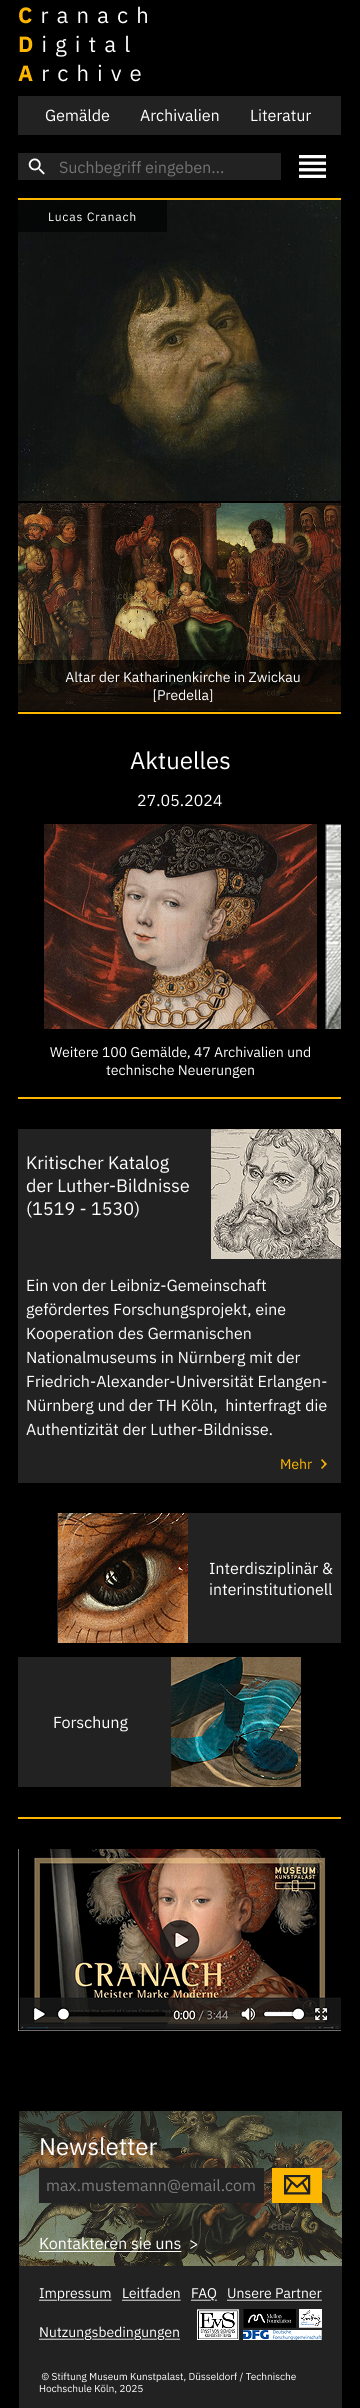 Cranach
Digital
Archive
Gemälde Archivalien Literatur
Suchbegriff eingeben...
Lucas Cranach
Altar der Katharinenkirche in Zwickau
[Predella]
Aktuelles
27.05.2024
Weitere 100 Gemälde, 47 Archivalien und
technische Neuerungen
Kritischer Katalog
der Luther-Bildnisse
(1519 - 1530)
Ein von der Leibniz-Gemeinschaft
gefördertes Forschungsprojekt, eine
Kooperation des Germanischen
Nationalmuseums in Nürnberg mit der
Friedrich-Alexander-Universität Erlangen-
Nürnberg und der TH Köln, hinterfragt die
Authentizität der Luther-Bildnisse.
Mehr >
Interdisziplinär &
interinstitutionell
Forschung
MUSEUM
KUNSTPALAST
CRANACH
Meister Marke Moderne
0:00 / 3:44
Newsletter
max.mustemann@email.com
cda
Kontakteren sie uns >
Impressum Leitfaden FAQ Unsere Partner
Nutzungsbedingungen
EvS
Mellon
Foundation
DFG Deutsche
Forschungsgemeinschaft
© Stiftung Museum Kunstpalast, Düsseldorf / Technische
Hochschule Köln, 2025